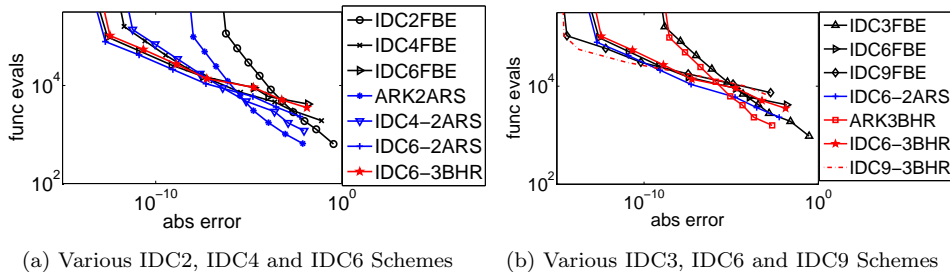 func evals
10^4
10^2
10^-10
10^0
abs error
IDC2FBE
IDC4FBE
IDC6FBE
ARK2ARS
IDC4-2ARS
IDC6-2ARS
IDC6-3BHR
(a) Various IDC2, IDC4 and IDC6 Schemes
func evals
10^4
10^2
10^-10
10^0
abs error
IDC3FBE
IDC6FBE
IDC9FBE
IDC6-2ARS
ARK3BHR
IDC6-3BHR
IDC9-3BHR
(b) Various IDC3, IDC6 and IDC9 Schemes